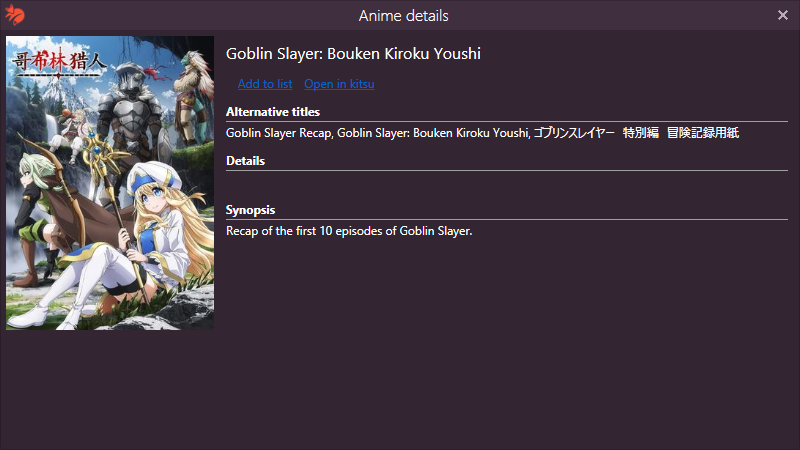 Anime details
哥布林猎人
Goblin Slayer: Bouken Kiroku Youshi
Add to list Open in kitsu
Alternative titles
Goblin Slayer Recap, Goblin Slayer: Bouken Kiroku Youshi, ゴブリンスレイヤー　特別編　冒険記録用紙
Details
Synopsis
Recap of the first 10 episodes of Goblin Slayer.